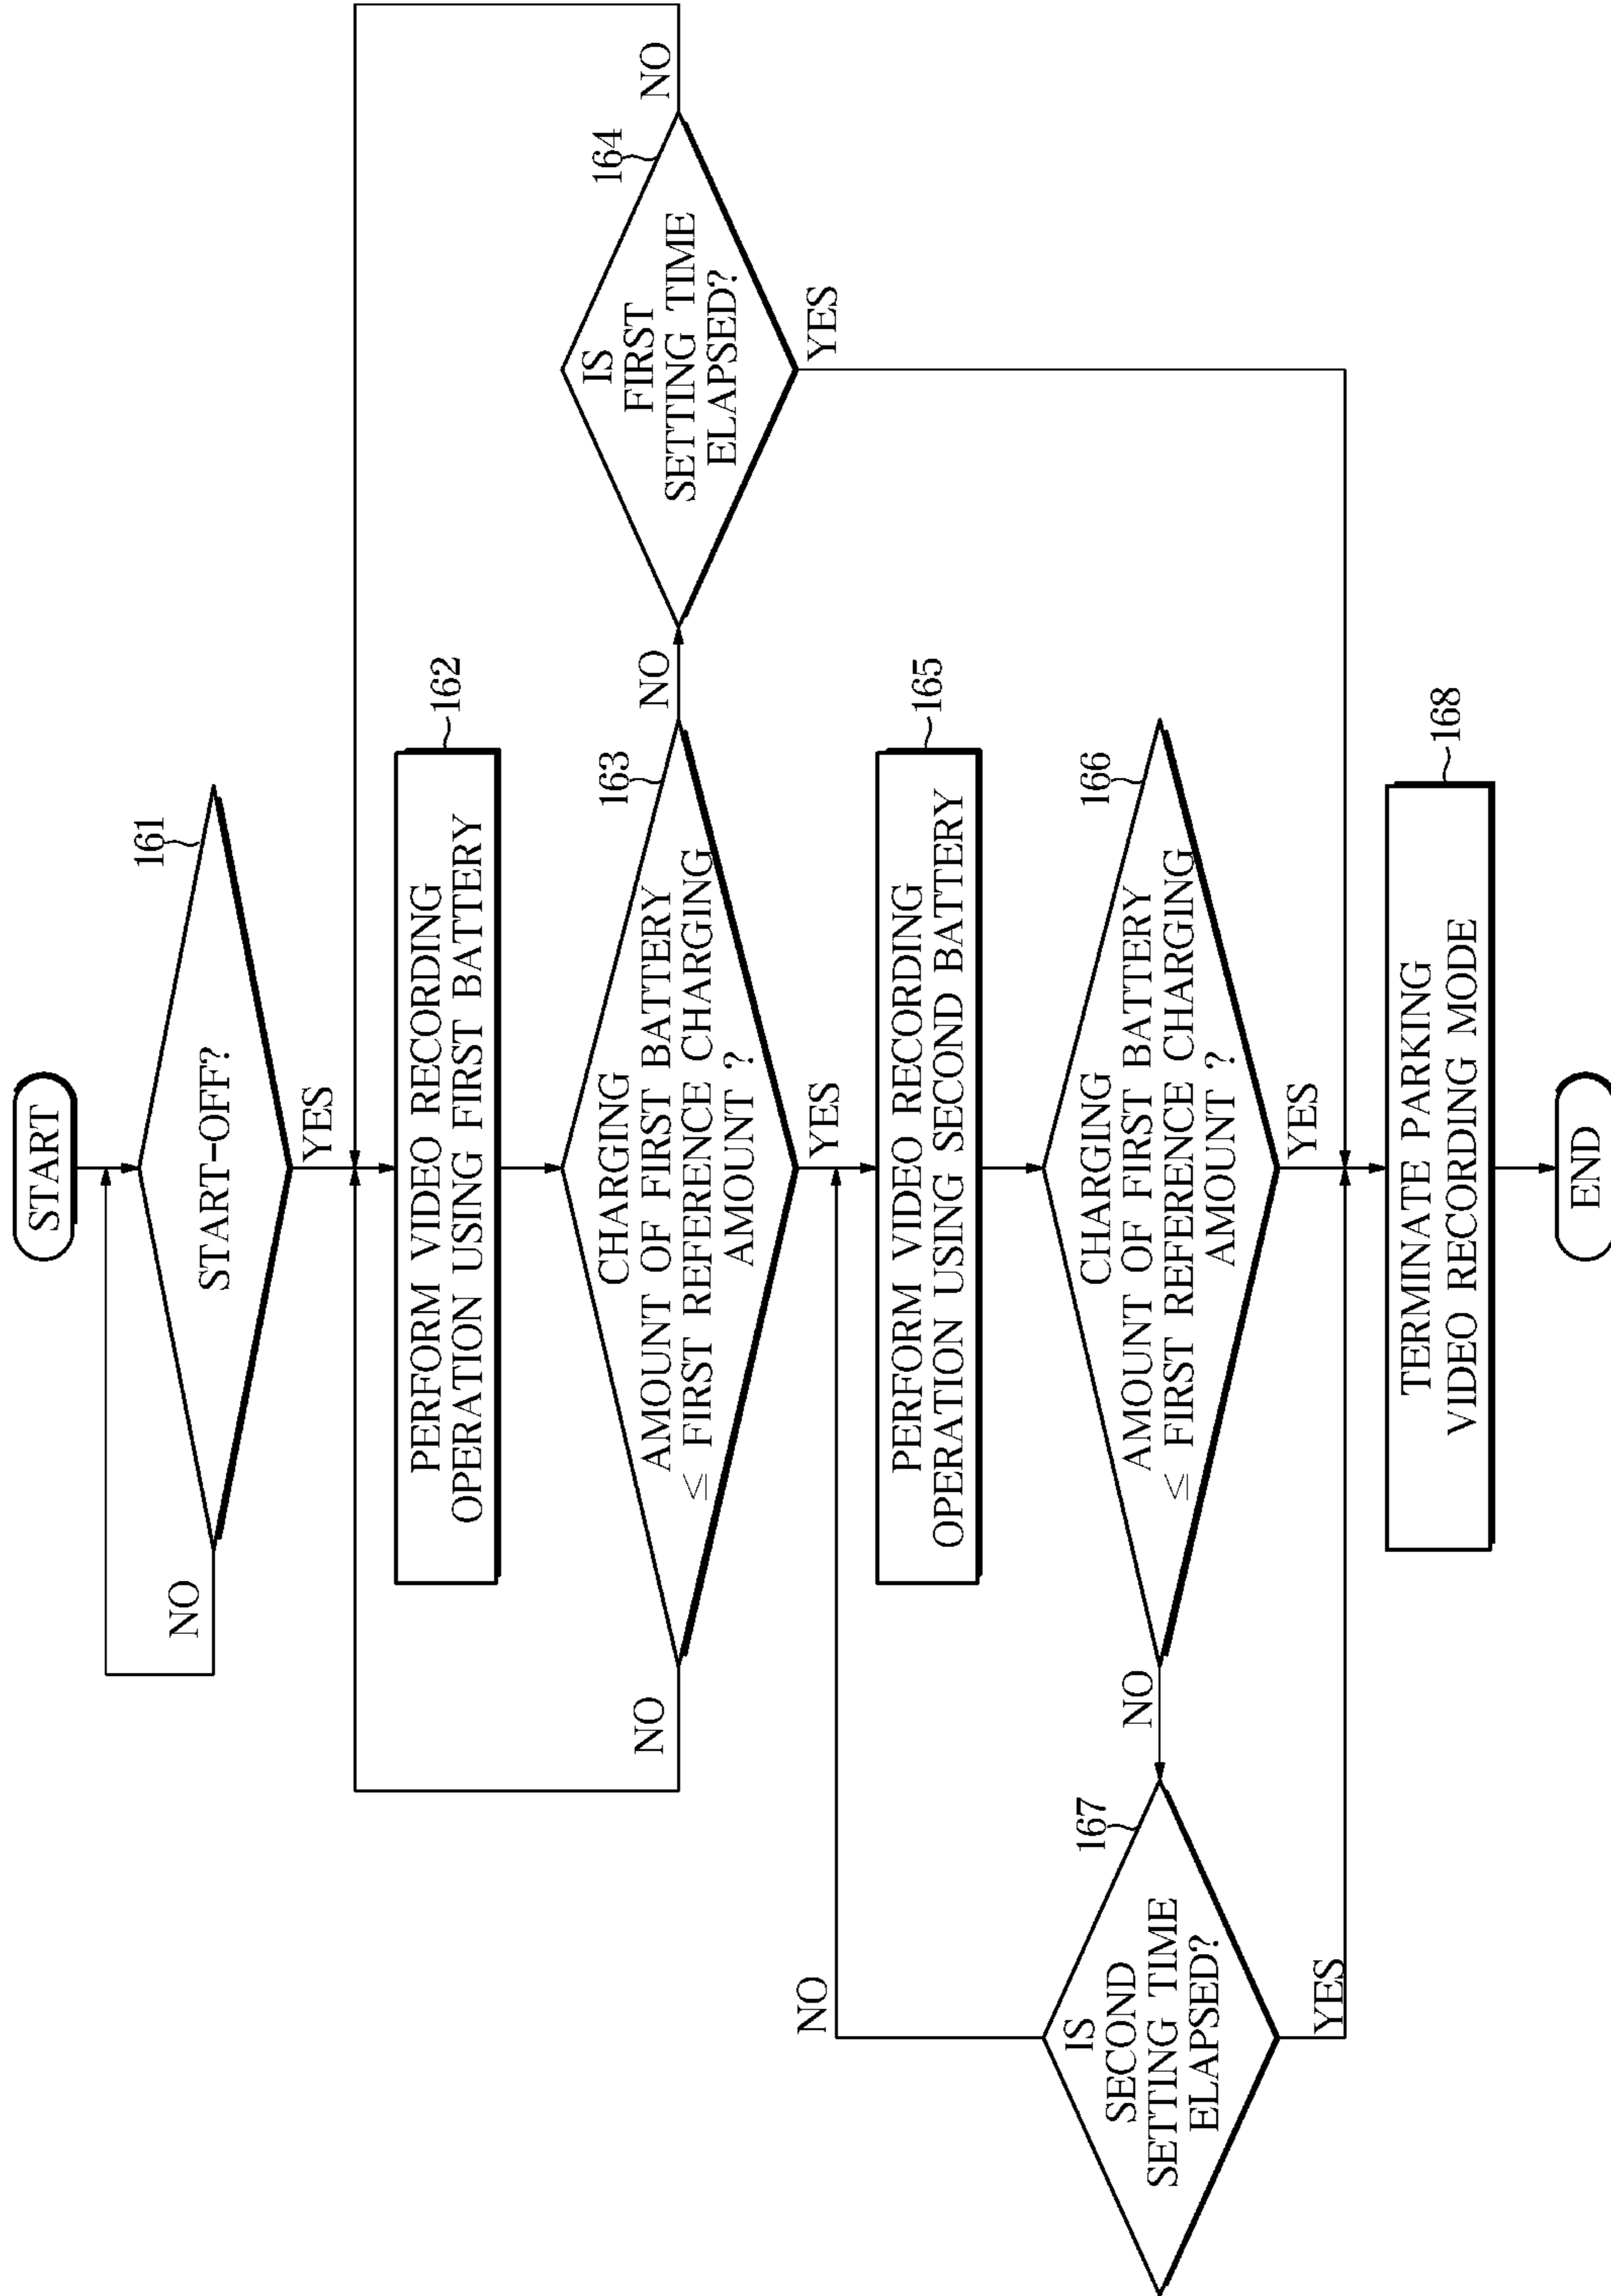 START
161
START-OFF?
NO
YES
162
PERFORM VIDEO RECORDING
OPERATION USING FIRST BATTERY
163
CHARGING
AMOUNT OF FIRST BATTERY
≤ FIRST REFERENCE CHARGING
AMOUNT ?
NO
NO
YES
164
IS
FIRST
SETTING TIME
ELAPSED?
NO
YES
165
PERFORM VIDEO RECORDING
OPERATION USING SECOND BATTERY
166
CHARGING
AMOUNT OF FIRST BATTERY
≤ FIRST REFERENCE CHARGING
AMOUNT ?
NO
YES
167
IS
SECOND
SETTING TIME
ELAPSED?
NO
YES
168
TERMINATE PARKING
VIDEO RECORDING MODE
END